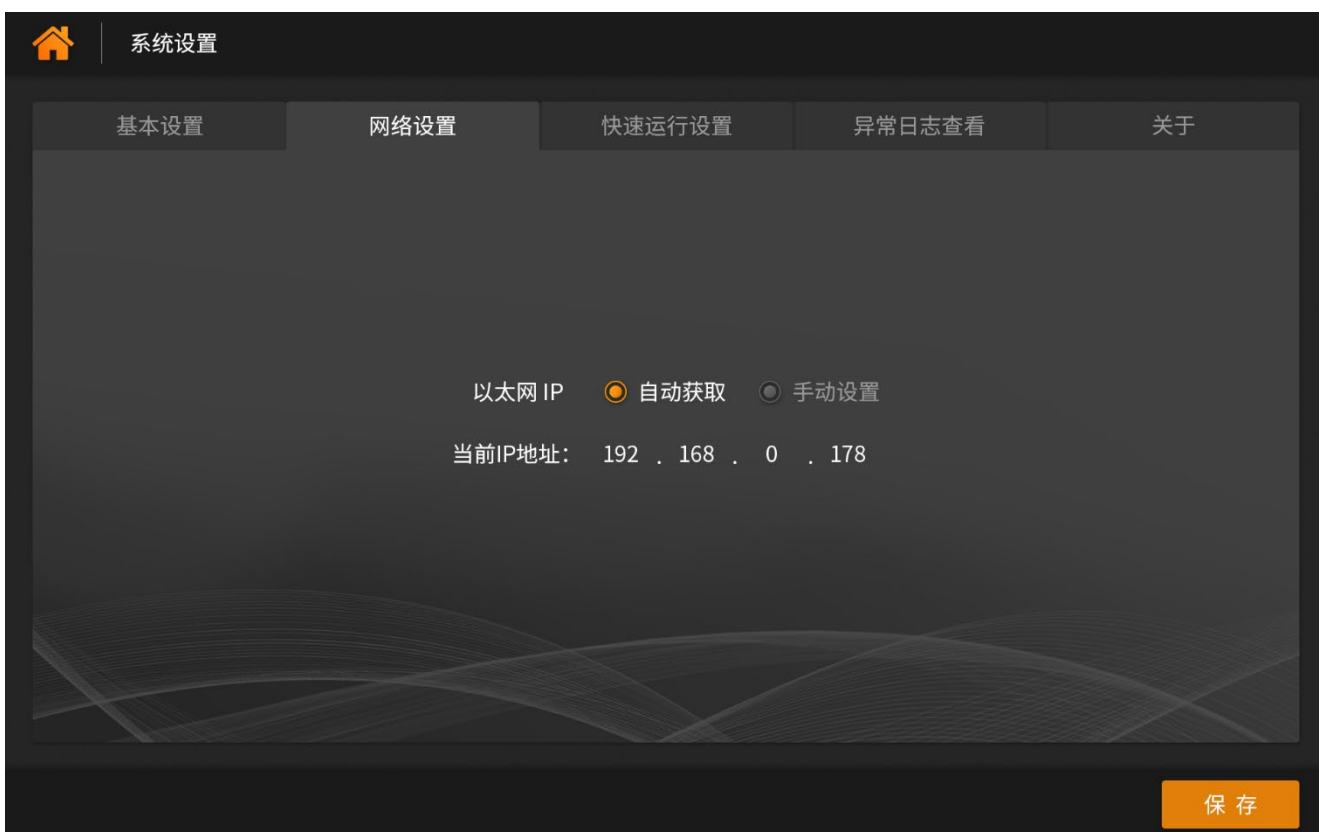 系统设置
基本设置 网络设置 快速运行设置 异常日志查看 关于
以太网 IP 自动获取 手动设置
当前IP地址： 192 . 168 . 0 . 178
保 存